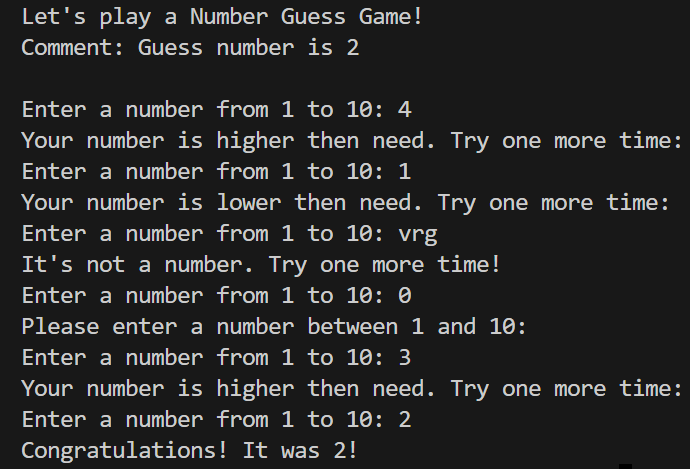 Let's play a Number Guess Game!
Comment: Guess number is 2
Enter a number from 1 to 10: 4
Your number is higher then need. Try one more time:
Enter a number from 1 to 10: 1
Your number is lower then need. Try one more time:
Enter a number from 1 to 10: vrg
It's not a number. Try one more time!
Enter a number from 1 to 10: 0
Please enter a number between 1 and 10:
Enter a number from 1 to 10: 3
Your number is higher then need. Try one more time:
Enter a number from 1 to 10: 2
Congratulations! It was 2!